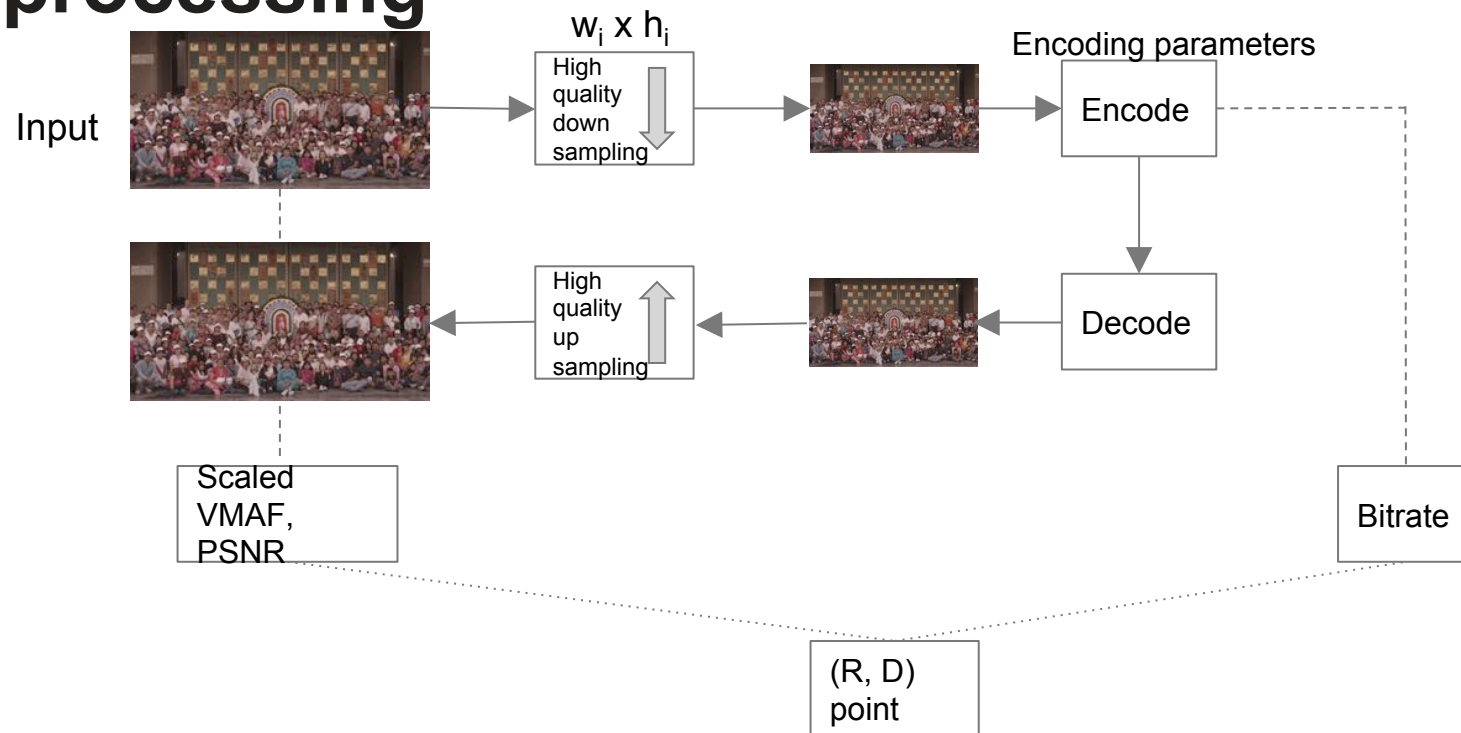 processing
wᵢ x hᵢ
Encoding parameters
Input
High
quality
down
sampling
Encode
High
quality
up
sampling
Decode
Scaled
VMAF,
PSNR
Bitrate
(R, D)
point